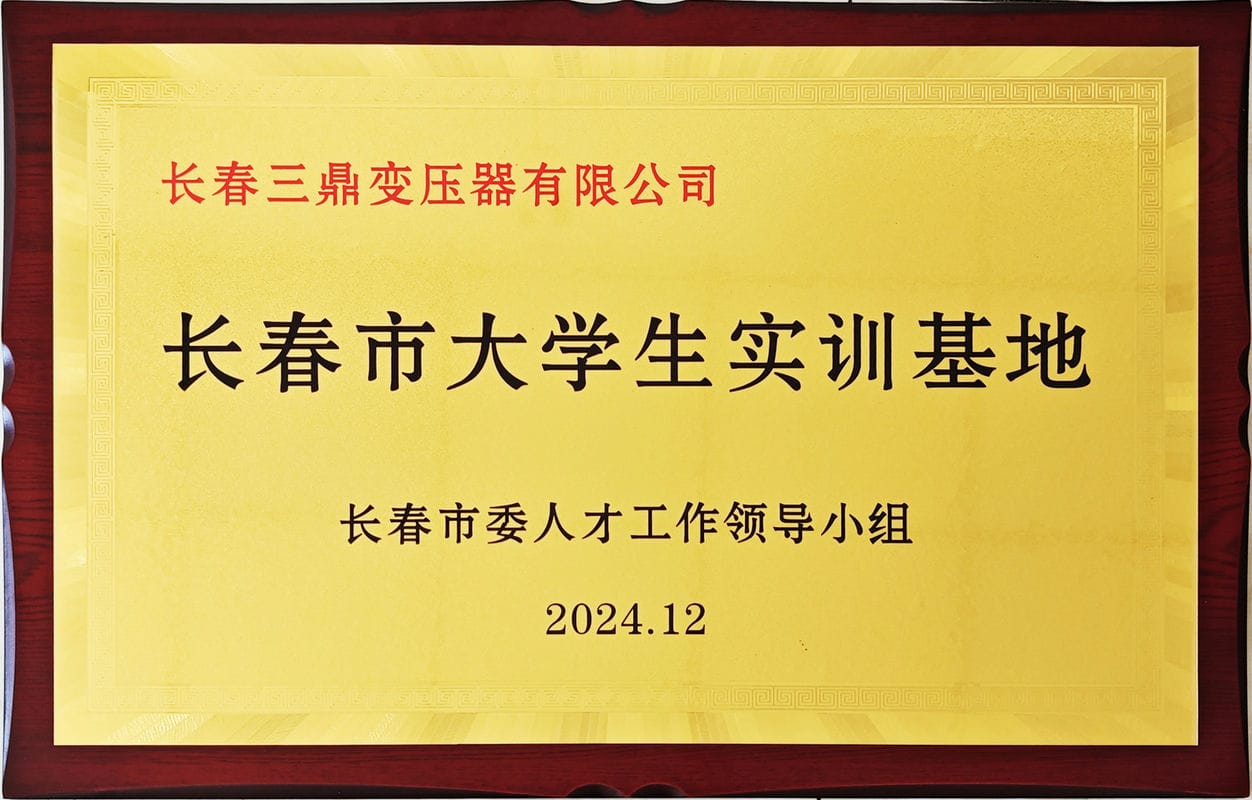 长春三鼎变压器有限公司
长春市大学生实训基地
长春市委人才工作领导小组
2024.12